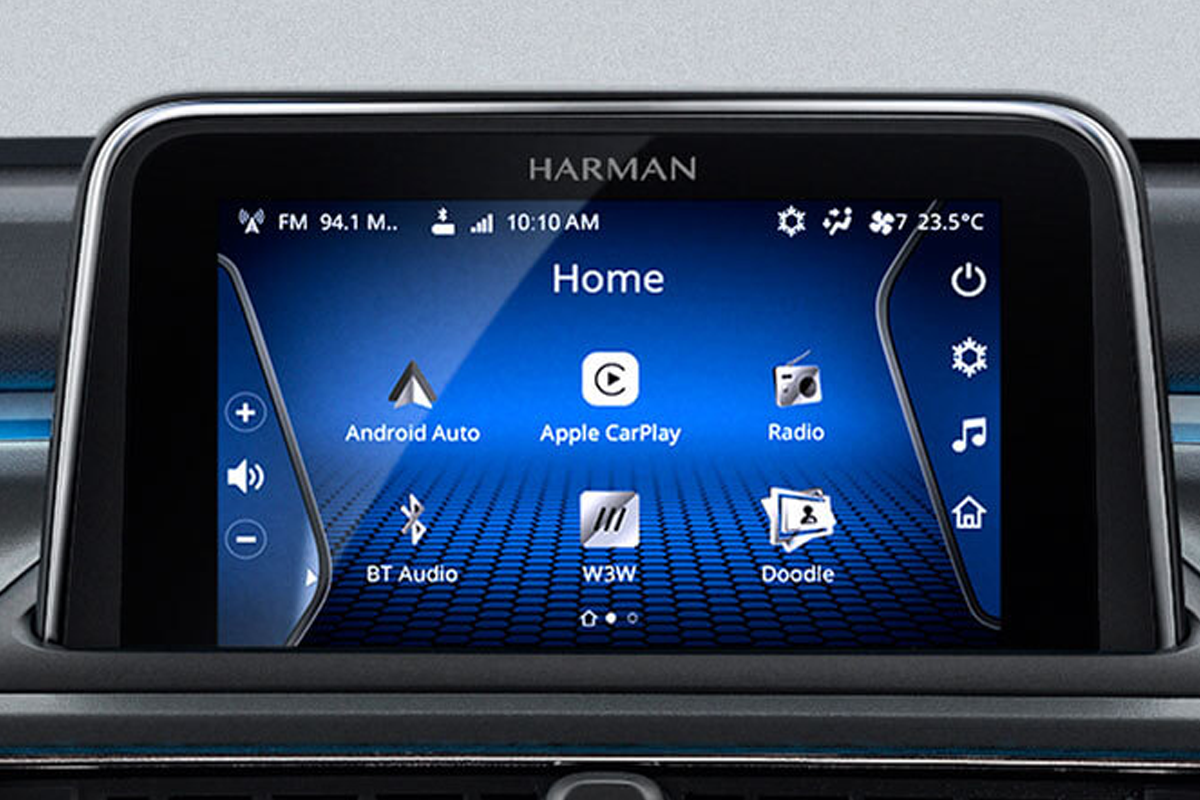 HARMAN
FM 94.1 M.. 10:10 AM 7 23.5°C
Home
Android Auto Apple CarPlay Radio
BT Audio W3W Doodle